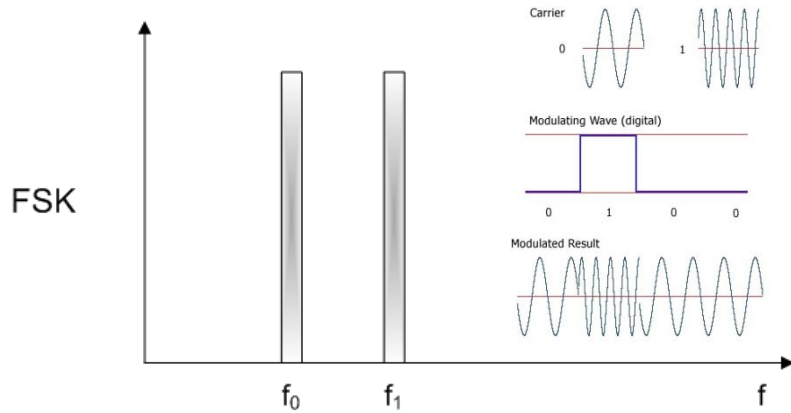 Carrier
0
1
Modulating Wave (digital)
0 1 0 0
Modulated Result
FSK
f0 f1 f